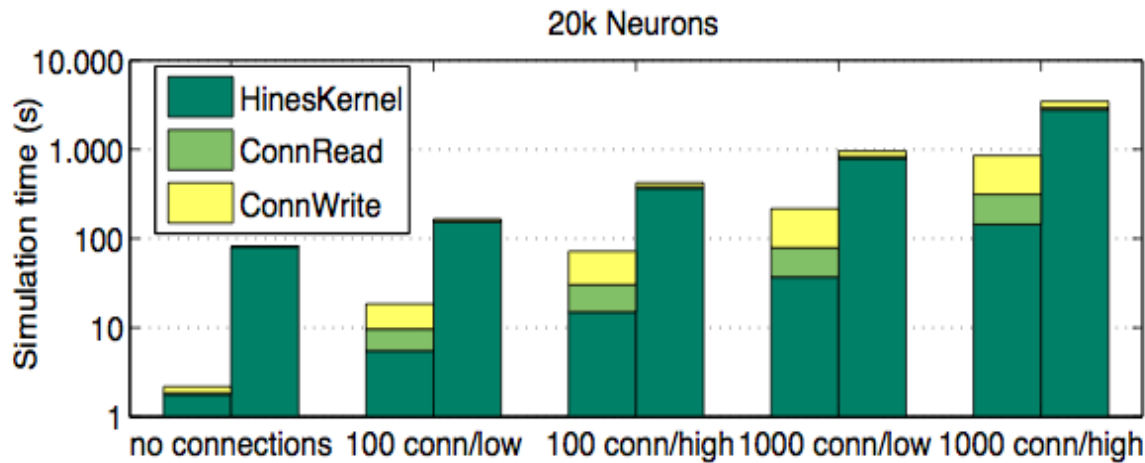 20k Neurons
Simulation time (s)
10.000
1.000
100
10
1
HinesKernel
ConnRead
ConnWrite
no connections 100 conn/low 100 conn/high 1000 conn/low 1000 conn/high